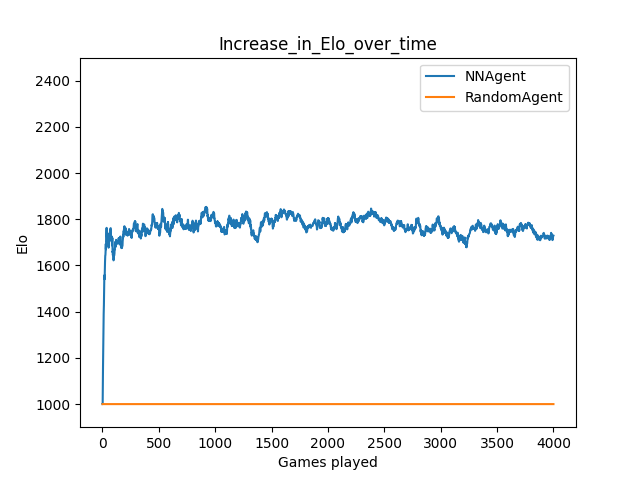 Increase_in_Elo_over_time
NNAgent
RandomAgent
2400
2200
2000
1800
1600
1400
1200
1000
Elo
0 500 1000 1500 2000 2500 3000 3500 4000
Games played